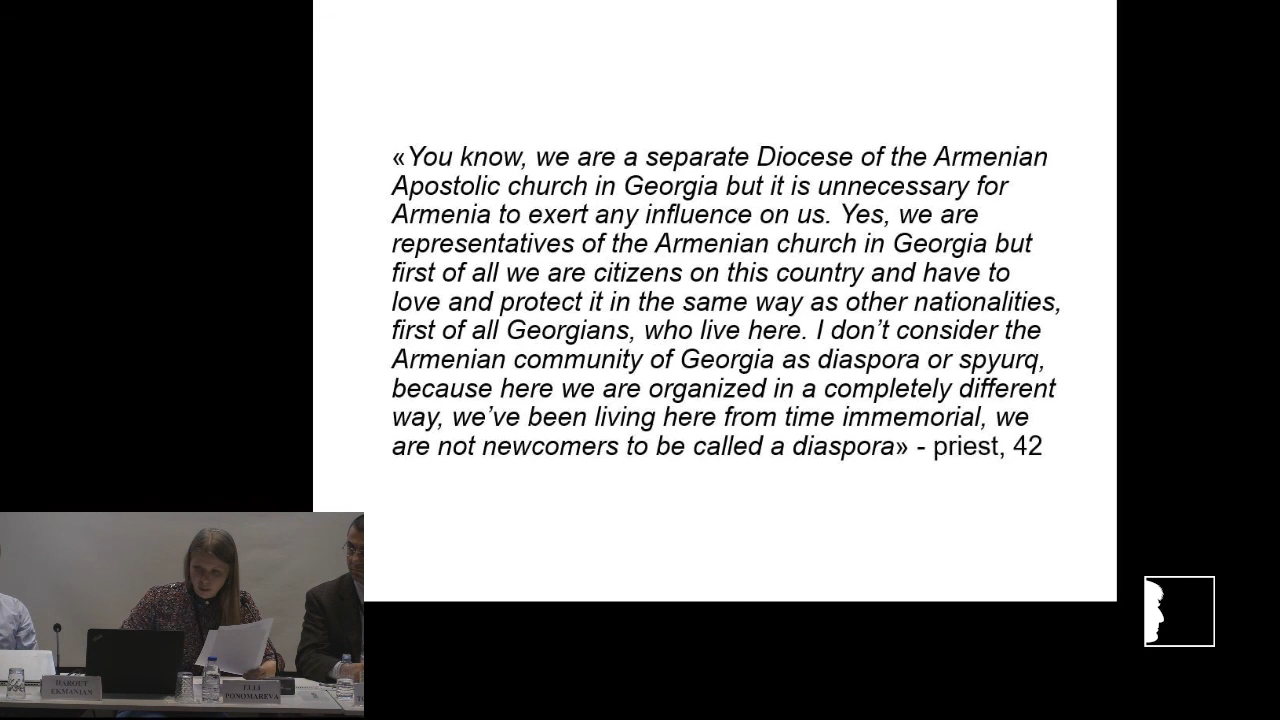 «You know, we are a separate Diocese of the Armenian
Apostolic church in Georgia but it is unnecessary for
Armenia to exert any influence on us. Yes, we are
representatives of the Armenian church in Georgia but
first of all we are citizens on this country and have to
love and protect it in the same way as other nationalities,
first of all Georgians, who live here. I don’t consider the
Armenian community of Georgia as diaspora or spyurq,
because here we are organized in a completely different
way, we’ve been living here from time immemorial, we
are not newcomers to be called a diaspora» - priest, 42
HAROUT
EKMANIAN
ELLI
PONOMAREVA